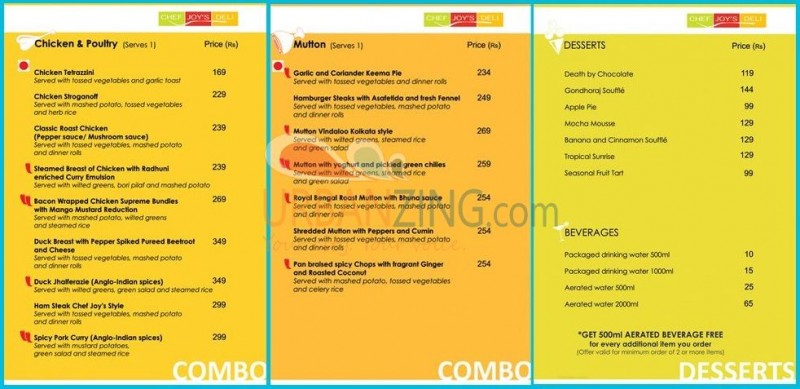 CHEF JOY'S DELI
Chicken & Poultry (Serves 1) Price (Rs)
Chicken Tetrazzini 169
Served with tossed vegetables and garlic toast
Chicken Stroganoff 229
Served with mashed potato, tossed vegetables
and herb rice
Classic Roast Chicken 239
(Pepper sauce/ Mushroom sauce)
Served with tossed vegetables, mashed potato
and dinner rolls
Steamed Breast of Chicken with Radhuni 239
enriched Curry Emulsion
Served with wilted greens, bori pilaf and mashed potato
Bacon Wrapped Chicken Supreme Bundles 269
with Mango Mustard Reduction
Served with mashed potato, wilted greens
and steamed rice
Duck Breast with Pepper Spiked Pureed Beetroot 349
and Cheese
Served with tossed vegetables, mashed potato
and dinner rolls
Duck Jhalferazie (Anglo-Indian spices) 349
Served with wilted greens, green salad and steamed rice
Ham Steak Chef Joy's Style 299
Served with tossed vegetables, mashed potato
and dinner rolls
Spicy Pork Curry (Anglo-Indian spices) 299
Served with mashed potatoes,
green salad and steamed rice
COMBO
CHEF JOY'S DELI
Mutton (Serves 1) Price (Rs)
Garlic and Coriander Keema Pie 234
Served with tossed vegetables and dinner rolls
Hamburger Steaks with Asafetida and fresh Fennel 249
Served with tossed vegetables, mashed potato
and dinner rolls
Mutton Vindaloo Kolkata style 269
Served with wilted greens, steamed rice
and green salad
Mutton with yoghurt and pickled green chilies 259
Served with wilted greens, steamed rice
and green salad
Royal Bengal Roast Mutton with Bhuna sauce 254
Served with tossed vegetables, mashed potato
and dinner rolls
Shredded Mutton with Peppers and Cumin 254
Served with tossed vegetables, mashed potato
and dinner rolls
Pan braised spicy Chops with fragrant Ginger 254
and Roasted Coconut
Served with mashed potato, tossed vegetables
and celery rice
COMBO
URBANZING.com
CHEF JOY'S DELI
DESSERTS Price (Rs)
Death by Chocolate 119
Gondhoraj Soufflé 144
Apple Pie 99
Mocha Mousse 129
Banana and Cinnamon Soufflé 129
Tropical Sunrise 129
Seasonal Fruit Tart 99
BEVERAGES
Packaged drinking water 500ml 10
Packaged drinking water 1000ml 15
Aerated water 500ml 25
Aerated water 2000ml 65
*GET 500ml AERATED BEVERAGE FREE
for every additional item you order
(Offer valid for minimum order of 2 or more items)
DESSERTS